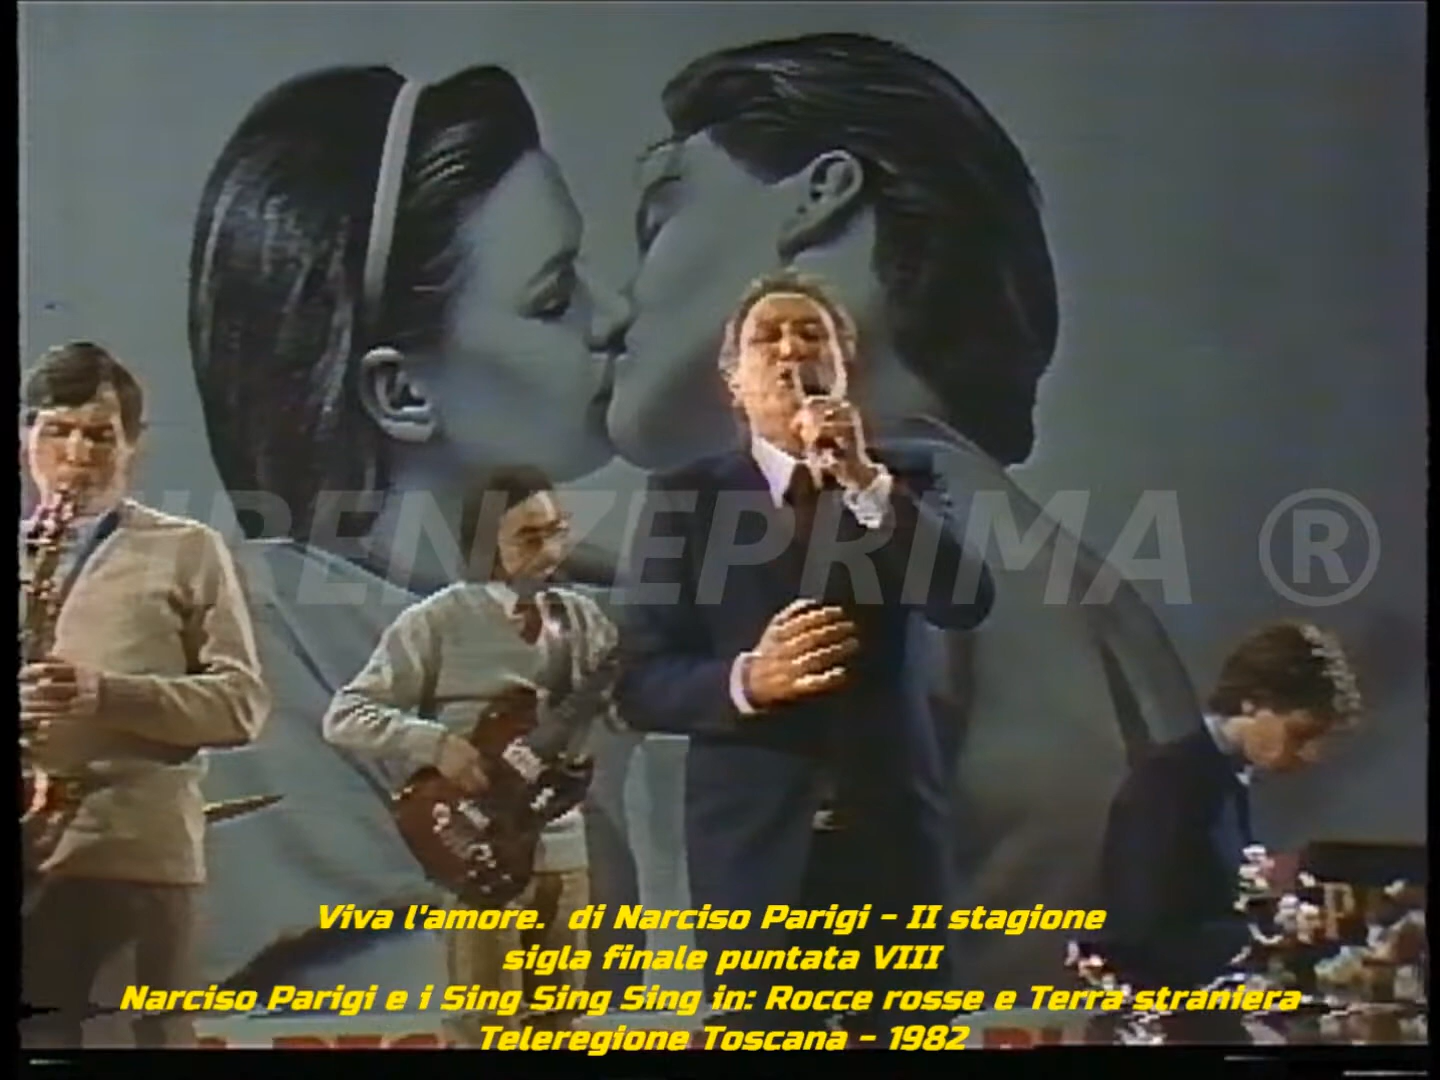 FIRENZEPRIMA ®
Viva l'amore. di Narciso Parigi - II stagione
sigla finale puntata VIII
Narciso Parigi e i Sing Sing Sing in: Rocce rosse e Terra straniera
Teleregione Toscana - 1982